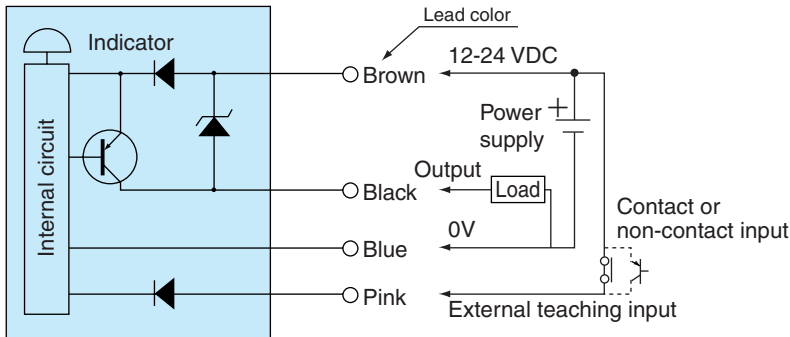 Lead color
Indicator
12-24 VDC
Brown
Power
supply
+
Internal circuit
Output
Black
Load
Contact or
non-contact input
0V
Blue
Pink
External teaching input